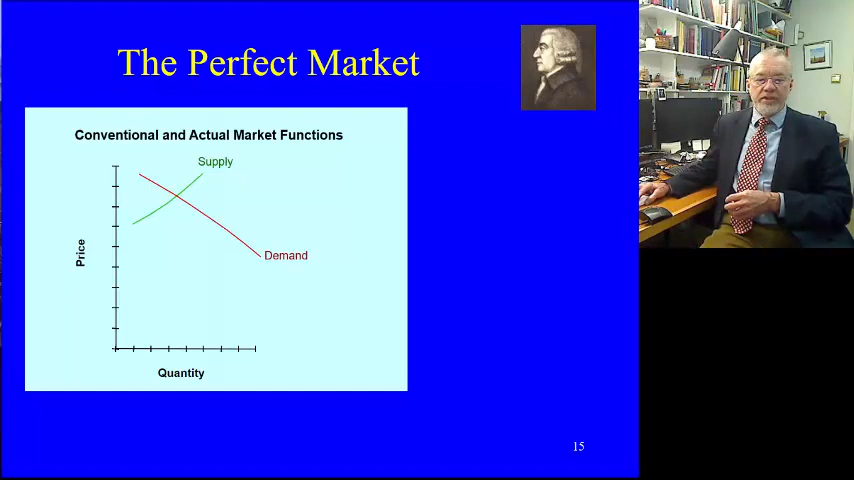 The Perfect Market
Conventional and Actual Market Functions
Supply
Demand
Price
Quantity
15